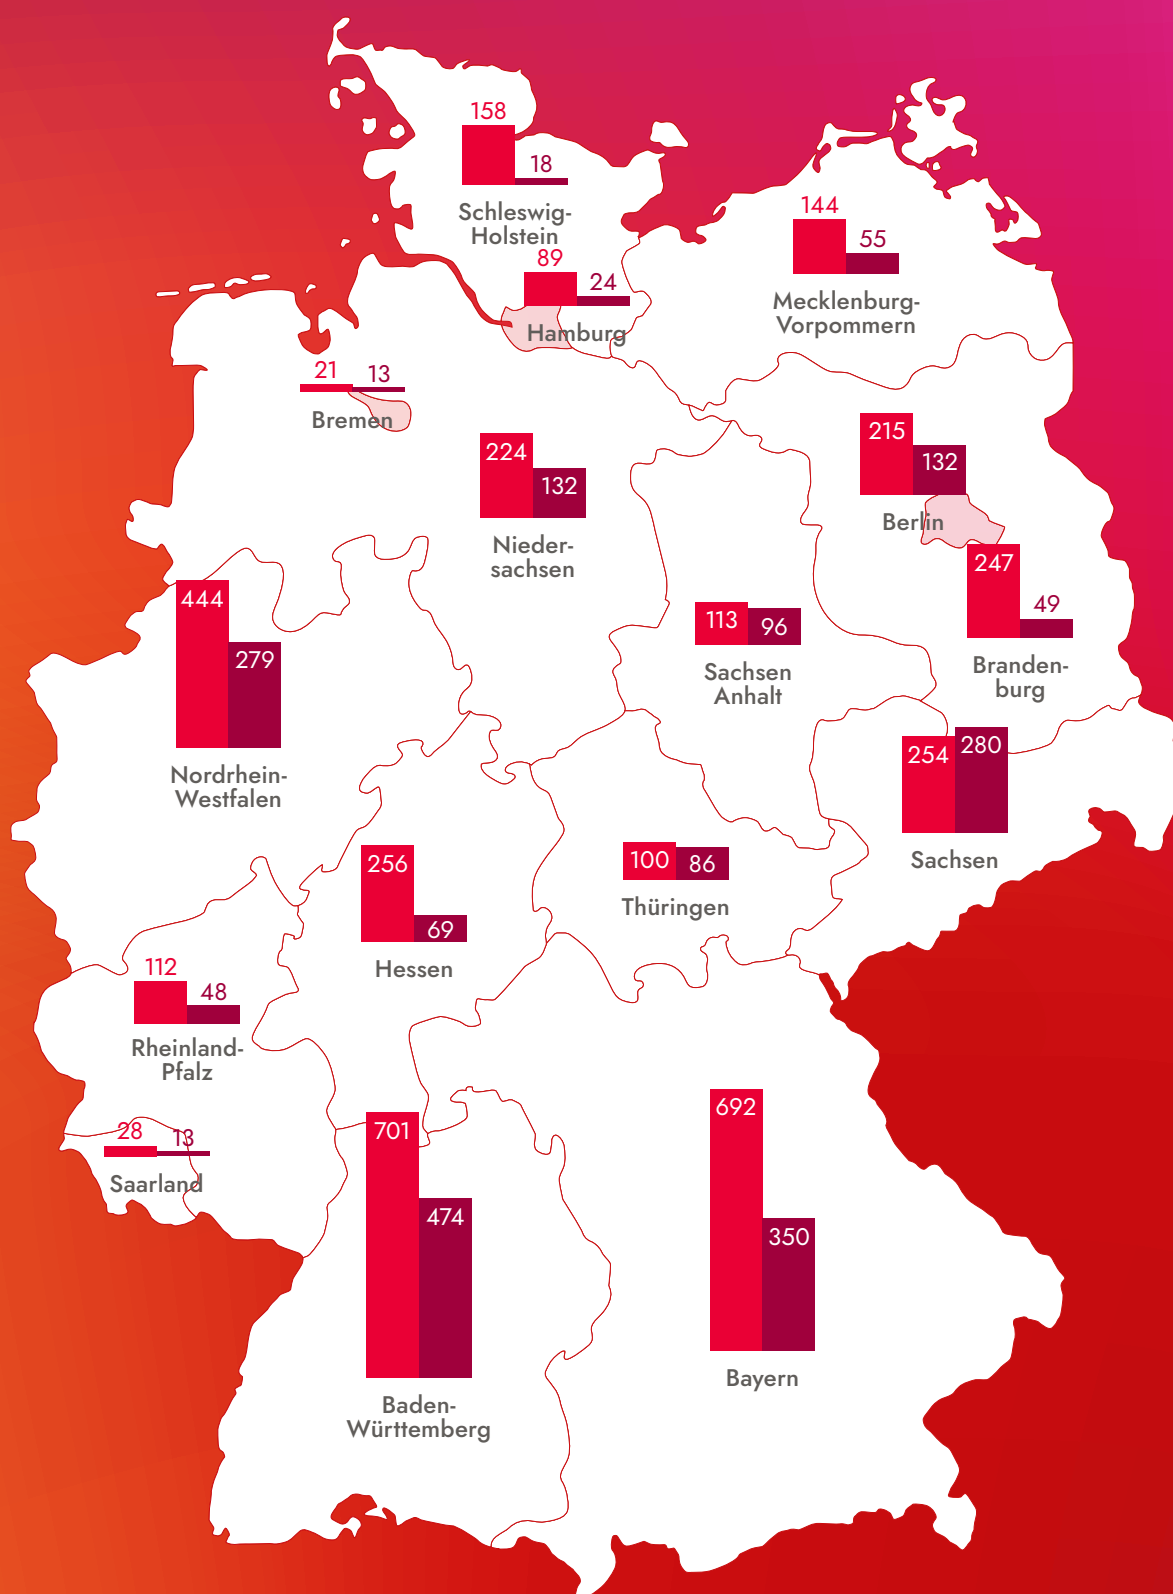 158
18
Schleswig-
Holstein
89
24
Hamburg
144
55
Mecklenburg-
Vorpommern
21
13
Bremen
224
132
Nieder-
sachsen
215
132
Berlin
247
49
Branden-
burg
444
279
Nordrhein-
Westfalen
113
96
Sachsen
Anhalt
254
280
Sachsen
256
69
Hessen
100
86
Thüringen
112
48
Rheinland-
Pfalz
28
13
Saarland
701
474
Baden-
Württemberg
692
350
Bayern